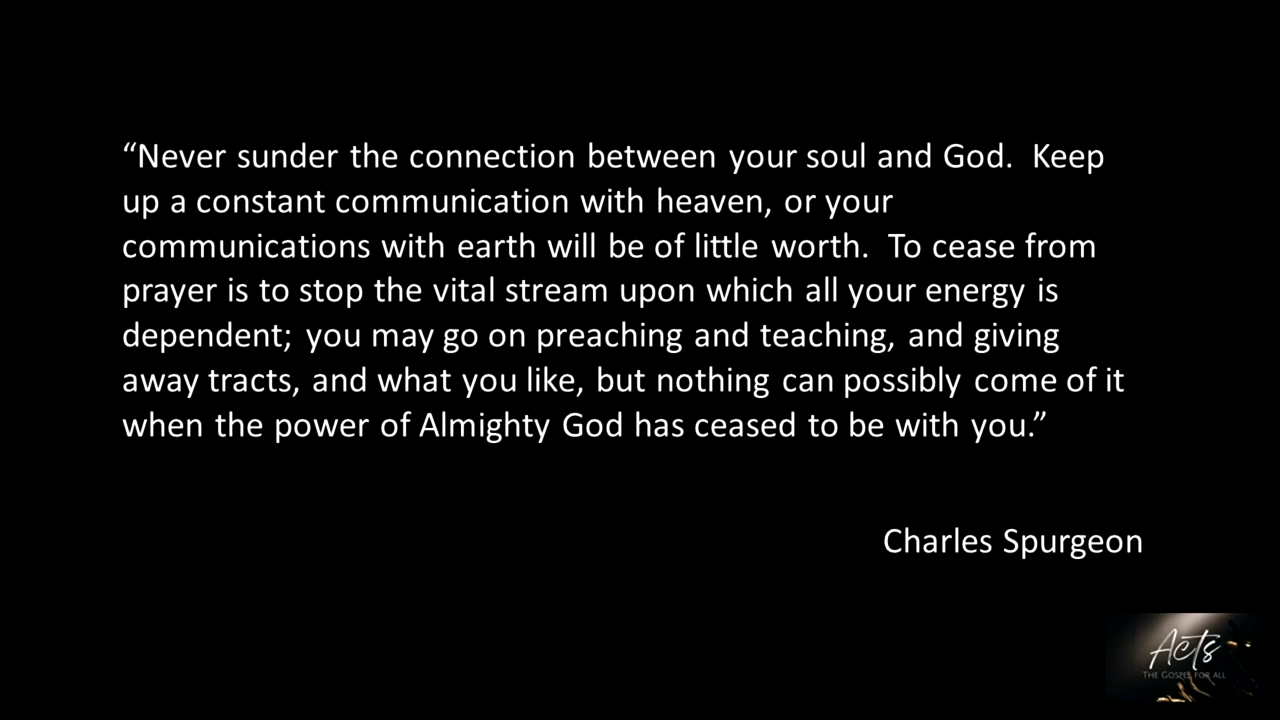 “Never sunder the connection between your soul and God.  Keep
up a constant communication with heaven, or your
communications with earth will be of little worth.  To cease from
prayer is to stop the vital stream upon which all your energy is
dependent; you may go on preaching and teaching, and giving
away tracts, and what you like, but nothing can possibly come of it
when the power of Almighty God has ceased to be with you.”
Charles Spurgeon
Acts
THE GOSPEL FOR ALL